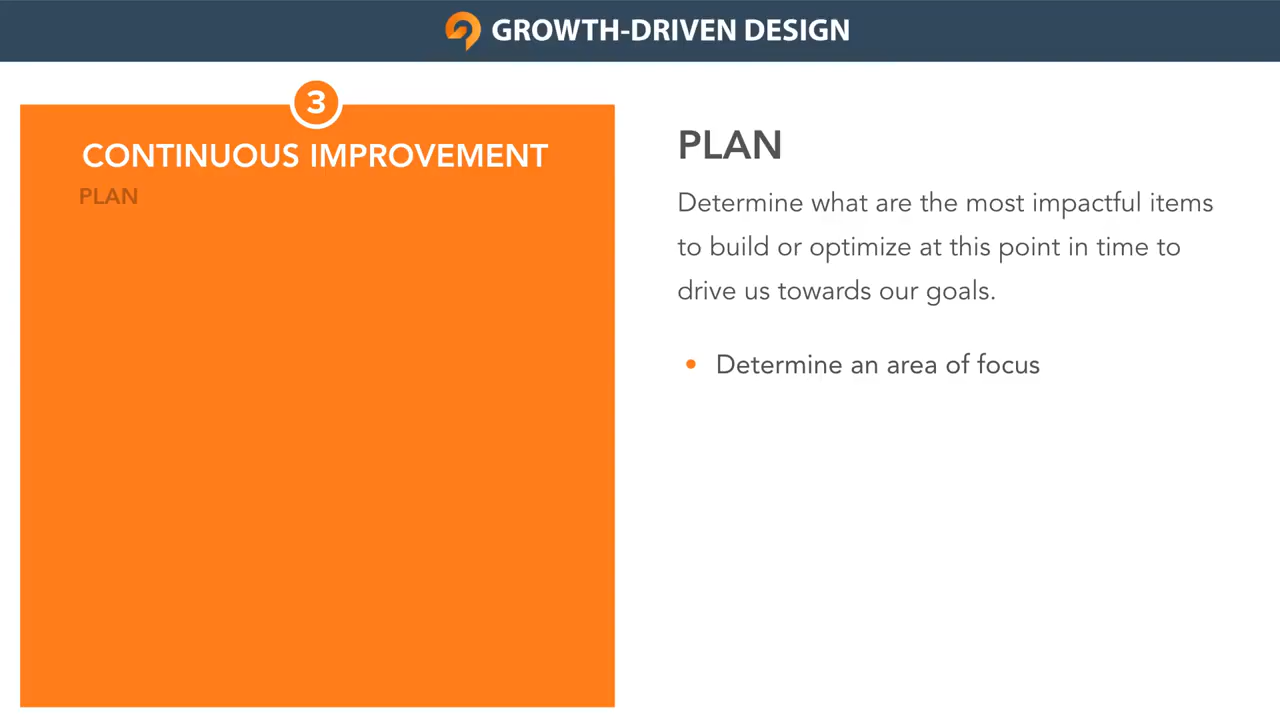 GROWTH-DRIVEN DESIGN
3
CONTINUOUS IMPROVEMENT
PLAN
PLAN
Determine what are the most impactful items
to build or optimize at this point in time to
drive us towards our goals.
• Determine an area of focus